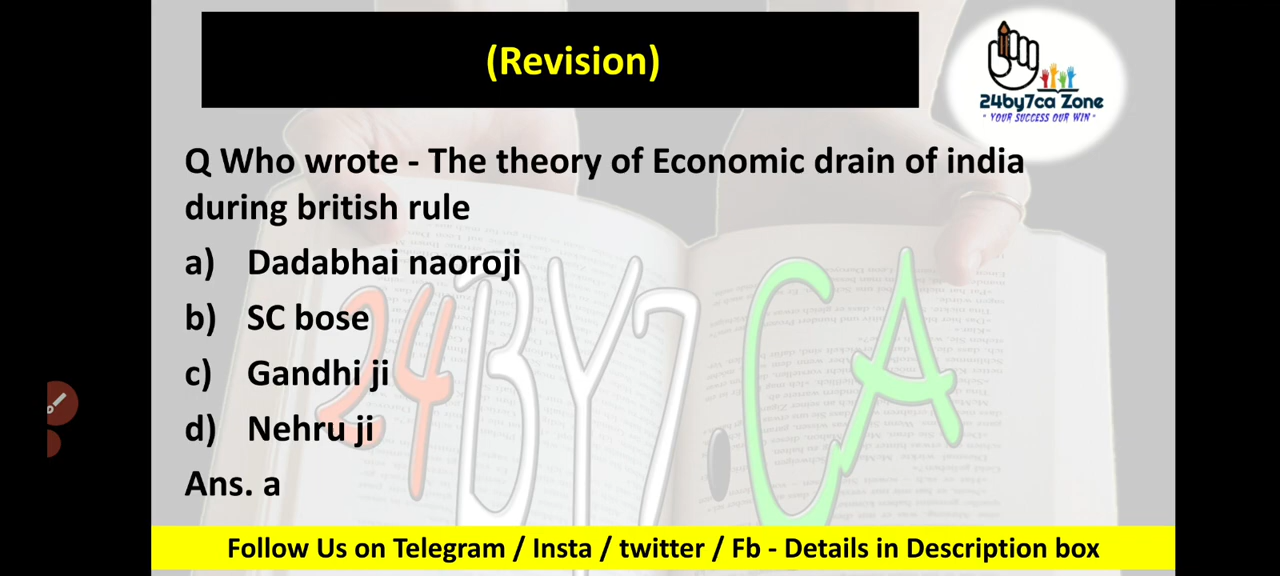 (Revision)
24by7ca Zone
" YOUR SUCCESS OUR WIN "
Q Who wrote - The theory of Economic drain of india
during british rule
a) Dadabhai naoroji
b) SC bose
c) Gandhi ji
d) Nehru ji
Ans. a
24BY7.CA
Follow Us on Telegram / Insta / twitter / Fb - Details in Description box